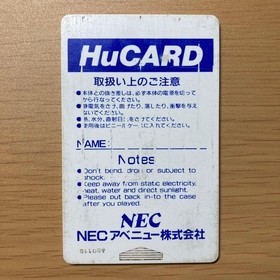 HuCARD
取扱い上のご注意
●本体との抜き差しは、必ず本体の電源を切って
から行なってください。
●静電気をさけ、曲げたり、落したり、衝撃を与え
ないでください。
水分、直射日光をさけてください。
ビニールケースに入れてください。
NAME:
Notes
● Don't bend, drop or subject to
shock.
● Keep away from static electricity,
heat, water and direct sunlight.
● Please put back in-to the case
after you played.
NEC
NECアベニュー株式会社